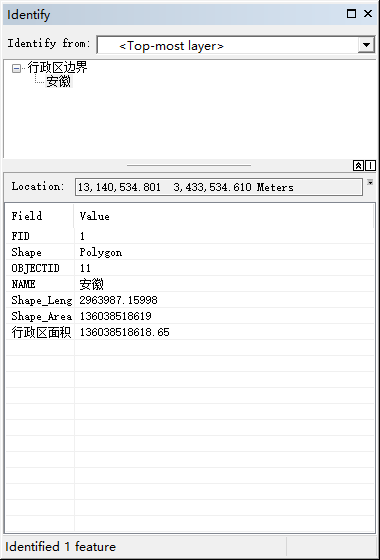 Identify
Identify from: <Top-most layer>
行政区边界
安徽
Location: 13,140,534.801 3,433,534.610 Meters
Field Value
FID 1
Shape Polygon
OBJECTID 11
NAME 安徽
Shape_Leng 2963987.15998
Shape_Area 136038518619
行政区面积 136038518618.65
Identified 1 feature